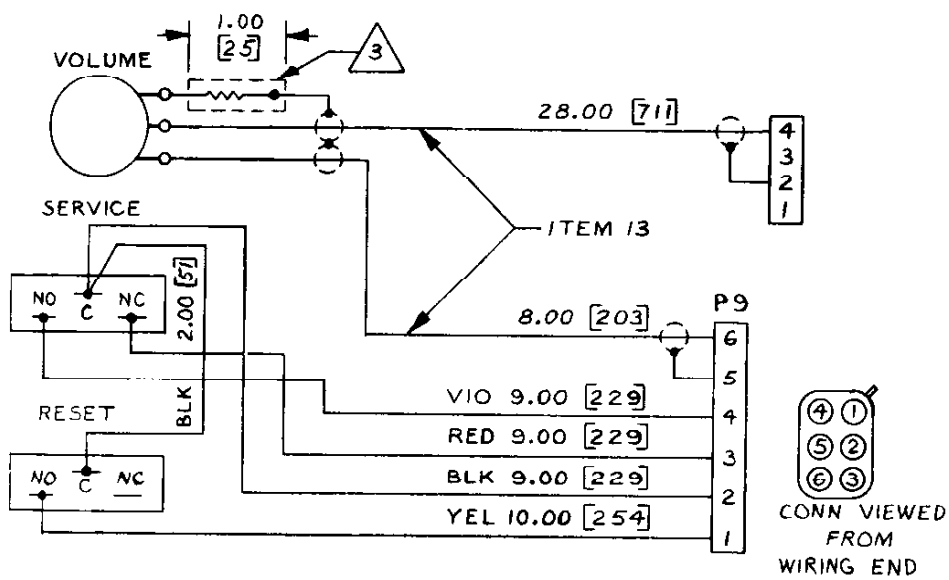 1.00
[25]
3
VOLUME
28.00 [711]
4
3
2
1
SERVICE
ITEM 13
NO
C
NC
2.00 [51]
BLK
8.00 [203]
P9
6
5
4
3
2
1
RESET
NO
C
NC
VIO 9.00 [229]
RED 9.00 [229]
BLK 9.00 [229]
YEL 10.00 [254]
4 1
5 2
6 3
CONN VIEWED
FROM
WIRING END